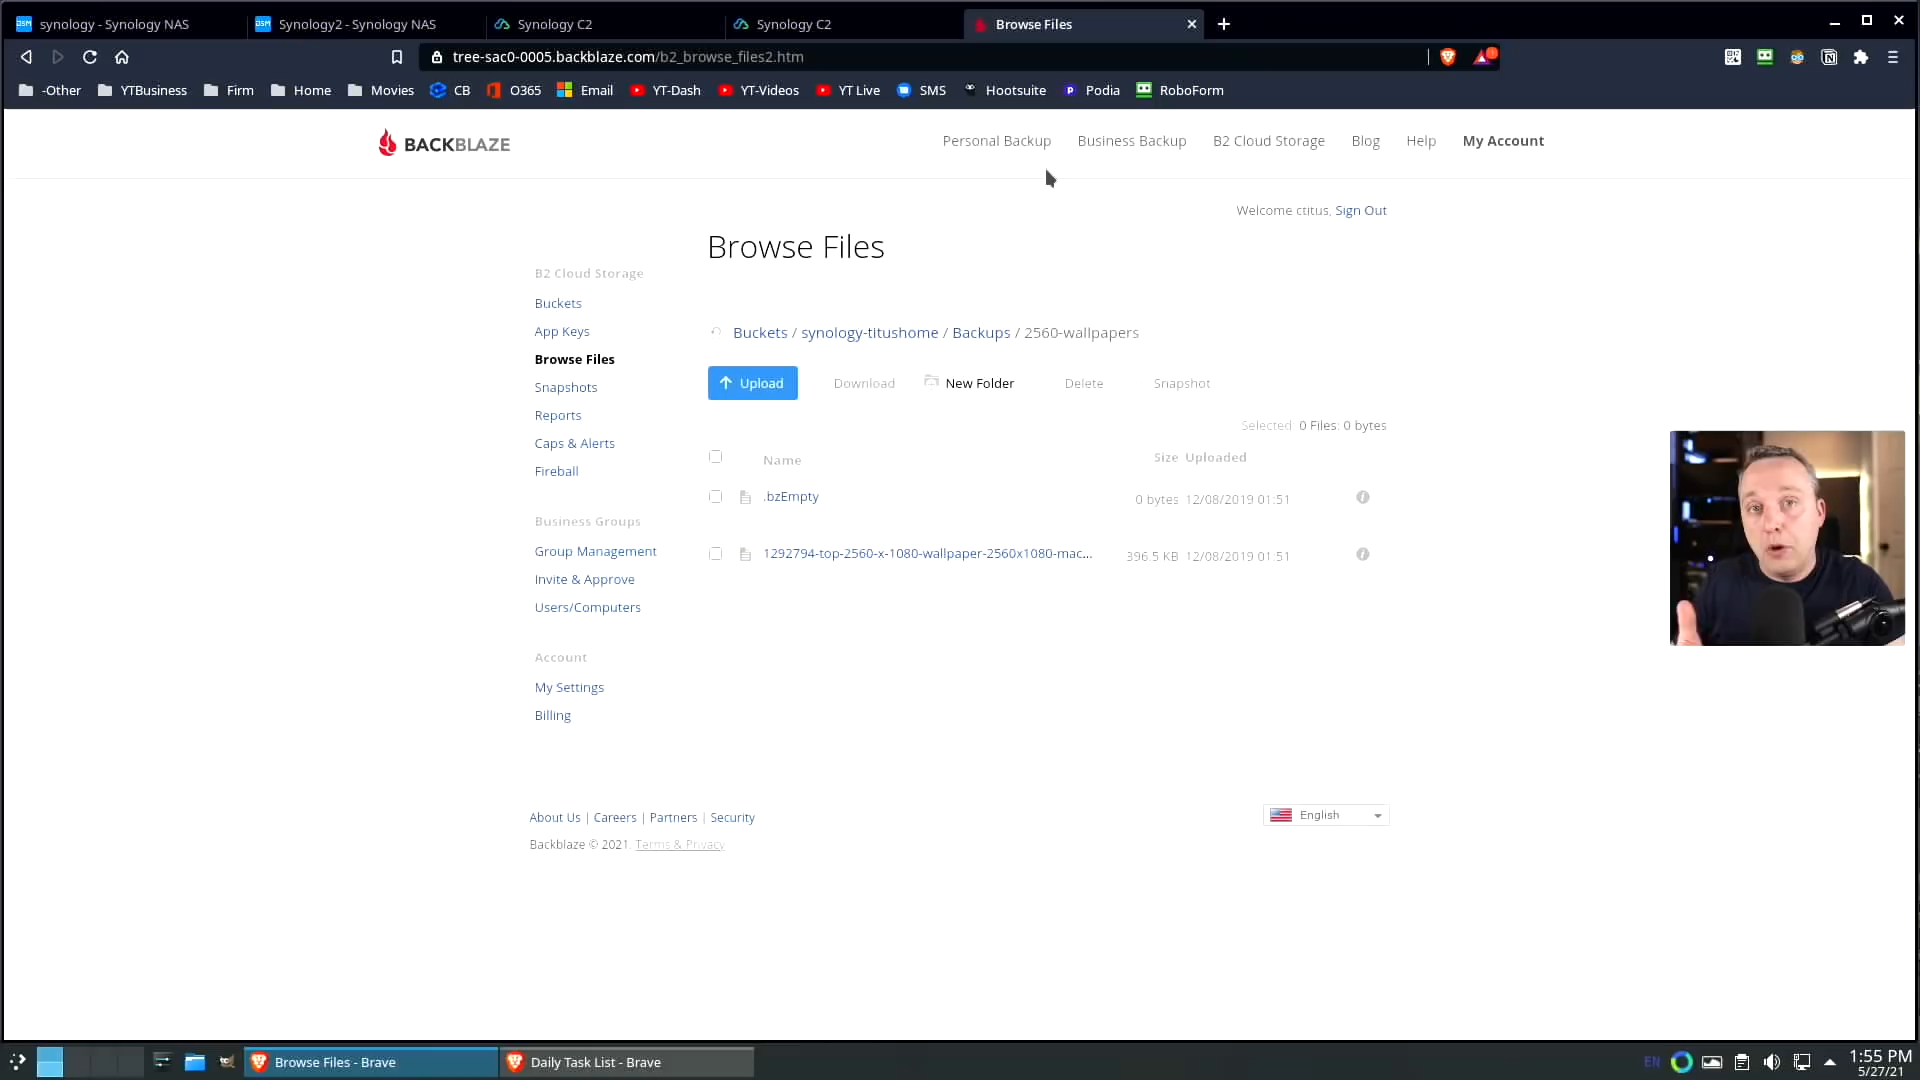 synology - Synology NAS
Synology2 - Synology NAS
Synology C2
Synology C2
Browse Files
tree-sac0-0005.backblaze.com/b2_browse_files2.htm
-Other YTBusiness Firm Home Movies CB O365 Email YT-Dash YT-Videos YT Live SMS Hootsuite Podia RoboForm
BACKBLAZE
Personal Backup Business Backup B2 Cloud Storage Blog Help My Account
Welcome ctitus, Sign Out
Browse Files
B2 Cloud Storage
Buckets
App Keys
Browse Files
Snapshots
Reports
Caps & Alerts
Fireball
Business Groups
Group Management
Invite & Approve
Users/Computers
Account
My Settings
Billing
Buckets / synology-titushome / Backups / 2560-wallpapers
Upload Download New Folder Delete Snapshot
Selected: 0 Files: 0 bytes
Name Size Uploaded
.bzEmpty 0 bytes 12/08/2019 01:51
1292794-top-2560-x-1080-wallpaper-2560x1080-mac... 396.5 KB 12/08/2019 01:51
About Us | Careers | Partners | Security
English
Backblaze © 2021. Terms & Privacy
Browse Files - Brave
Daily Task List - Brave
EN
1:55 PM
5/27/21